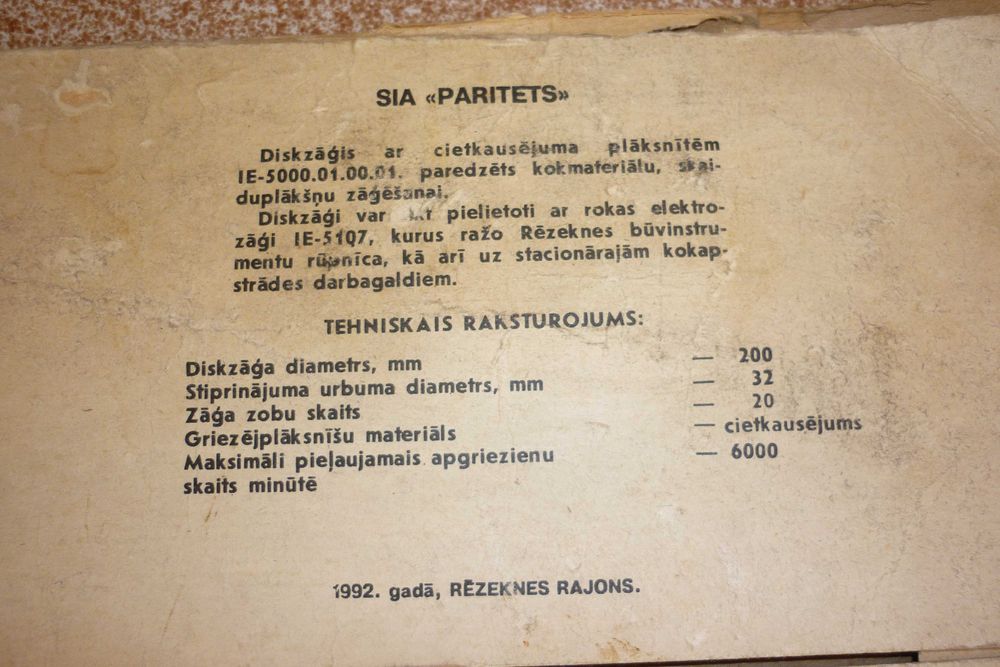 SIA «PARITETS»
Diskzāģis ar cietkausējuma plāksnītēm
IE-5000.01.00.01. paredzēts kokmateriālu, skai-
duplākšņu zāģēšanai.
Diskzāģi var pielietoti ar rokas elektro-
zāģi IE-5107, kurus ražo Rēzeknes būvinstru-
mentu rūpnīca, kā arī uz stacionārajām kokap-
strādes darbagaldiem.
TEHNISKAIS RAKSTUROJUMS:
Diskzāģa diametrs, mm — 200
Stiprinājuma urbuma diametrs, mm — 32
Zāģa zobu skaits — 20
Griezējplāksnīšu materiāls — cietkausējums
Maksimāli pieļaujamais apgriezienu — 6000
skaits minūtē
1992. gadā, RĒZEKNES RAJONS.